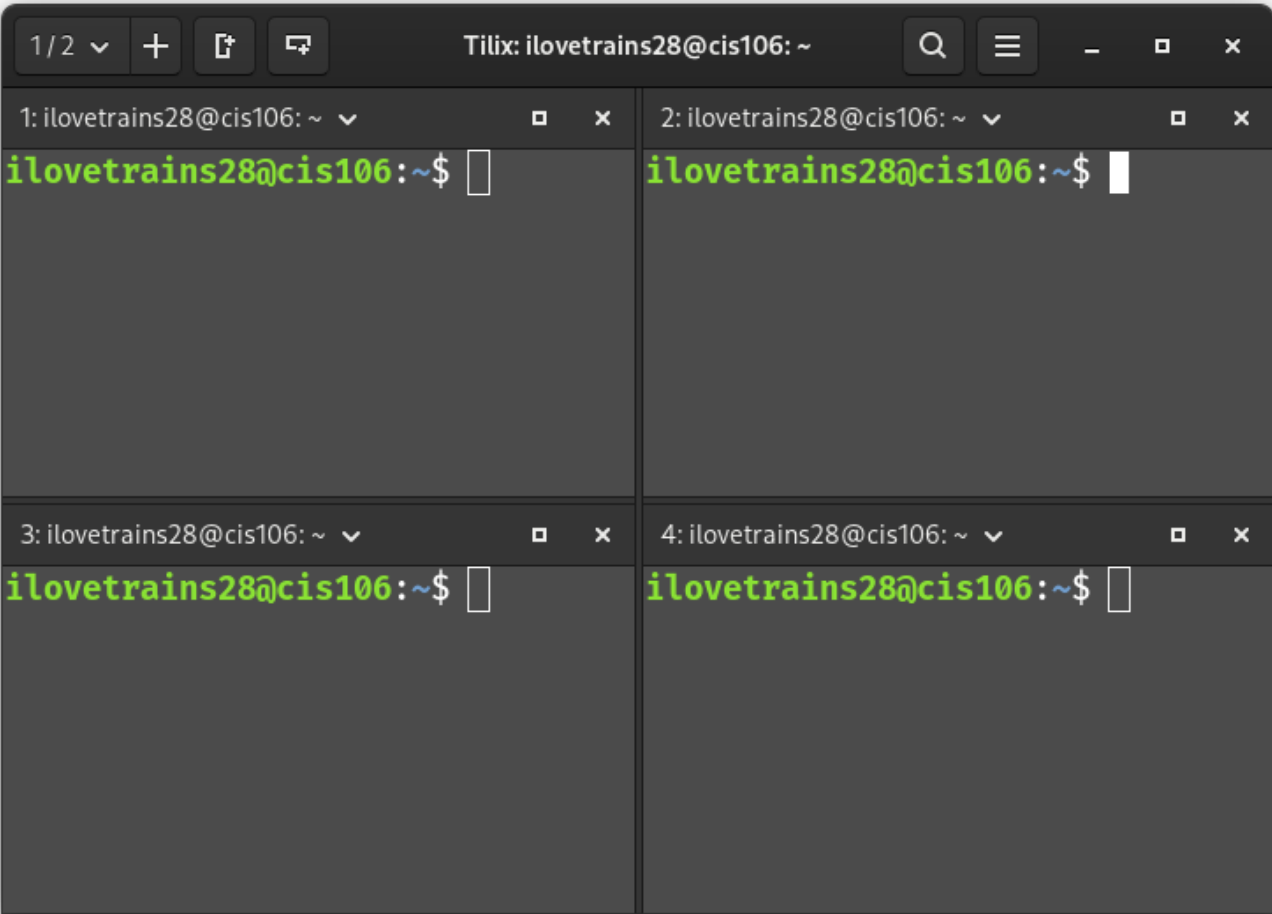 1/2
Tilix: ilovetrains28@cis106: ~
1: ilovetrains28@cis106: ~
2: ilovetrains28@cis106: ~
ilovetrains28@cis106:~$
ilovetrains28@cis106:~$
3: ilovetrains28@cis106: ~
4: ilovetrains28@cis106: ~
ilovetrains28@cis106:~$
ilovetrains28@cis106:~$